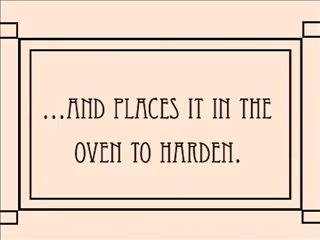 ...AND PLACES IT IN THE
OVEN TO HARDEN.